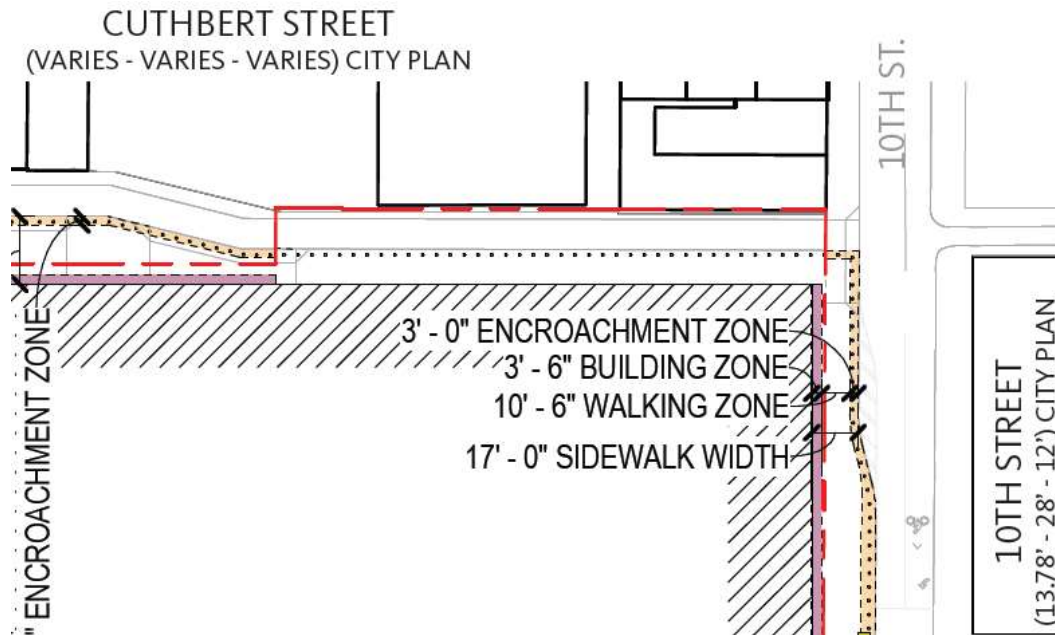 CUTHBERT STREET
(VARIES - VARIES - VARIES) CITY PLAN
10TH ST.
" ENCROACHMENT ZONE
3' - 0" ENCROACHMENT ZONE
3' - 6" BUILDING ZONE
10' - 6" WALKING ZONE
17' - 0" SIDEWALK WIDTH
10TH STREET
(13.78' - 28' - 12') CITY PLAN